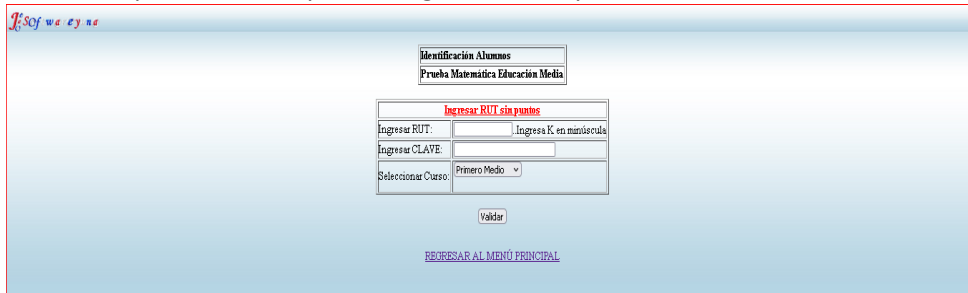 Identificación Alumnos
Prueba Matemática Educación Media
Ingresar RUT sin puntos
Ingresar RUT: ..Ingresa K en minúscula
Ingresar CLAVE:
Seleccionar Curso: Primero Medio
Validar
REGRESAR AL MENÚ PRINCIPAL